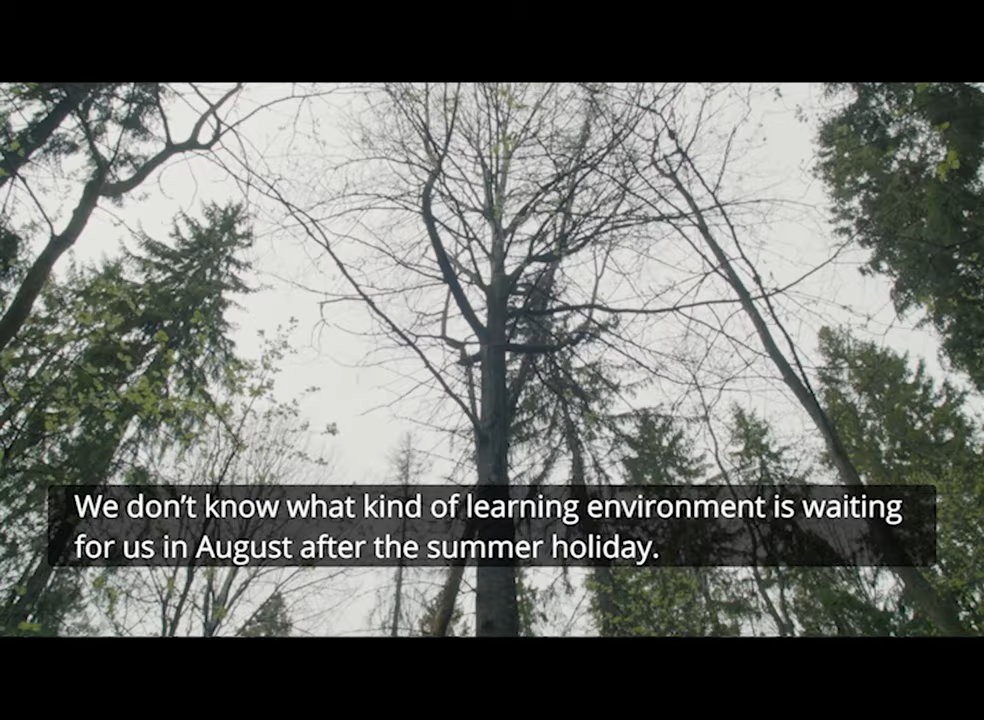 We don’t know what kind of learning environment is waiting
for us in August after the summer holiday.